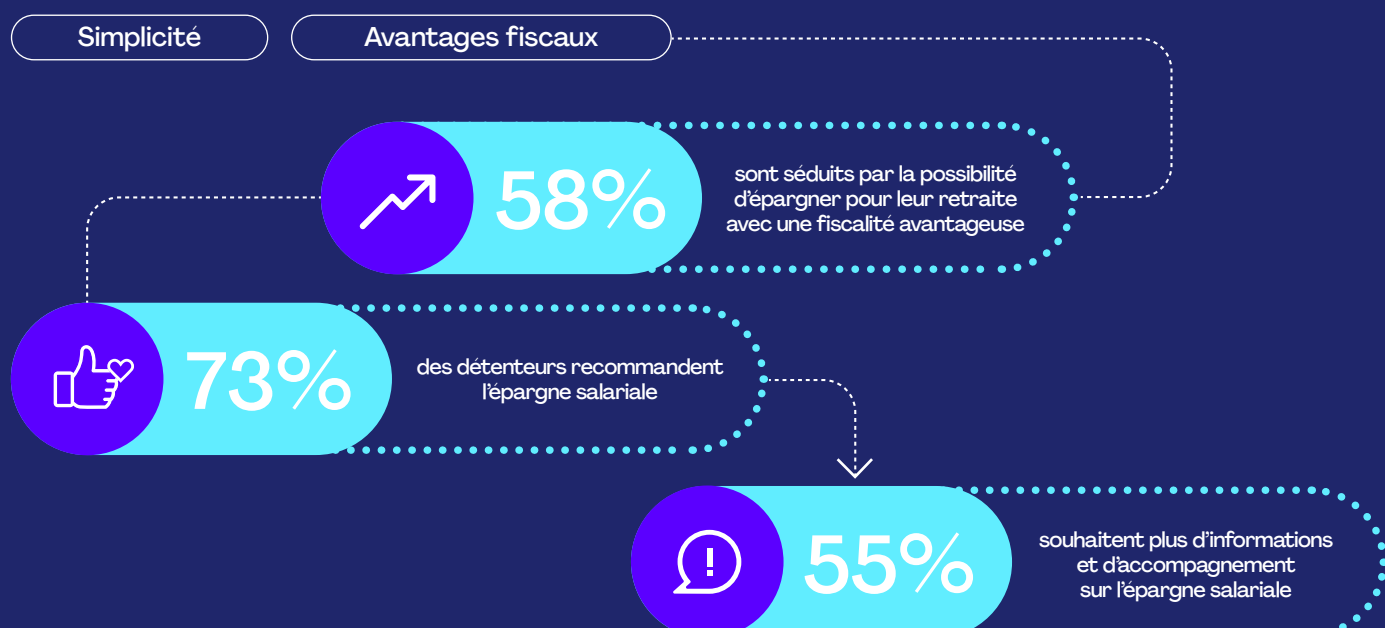 Simplicité
Avantages fiscaux
58%
sont séduits par la possibilité
d'épargner pour leur retraite
avec une fiscalité avantageuse
73%
des détenteurs recommandent
l'épargne salariale
55%
souhaitent plus d'informations
et d'accompagnement
sur l'épargne salariale